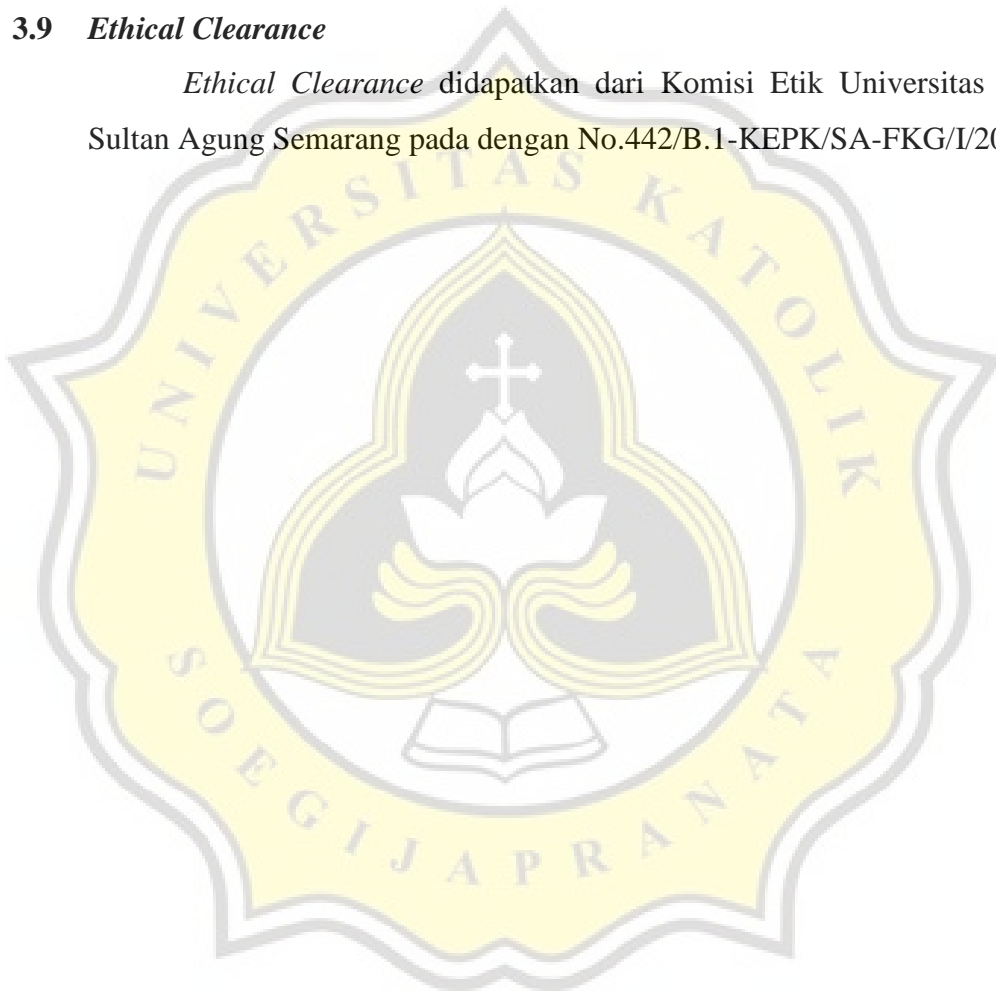 3.9 Ethical Clearance
Ethical Clearance didapatkan dari Komisi Etik Universitas
Sultan Agung Semarang pada dengan No.442/B.1-KEPK/SA-FKG/I/20
UNIVERSITAS KATOLIK
SOEGIJAPRANATA